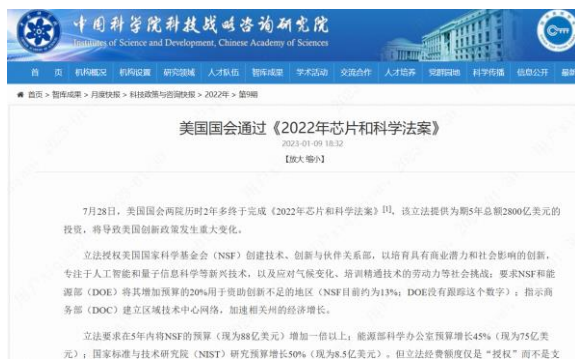 中国科学院科技战略咨询研究院
Institutes of Science and Development, Chinese Academy of Sciences
首 页 机构概况 机构设置 研究领域 人才队伍 智库成果 学术活动 交流合作 人才培养 党群园地 科学传播 信息公开
首页 > 智库成果 > 月度快报 > 科技政策与咨询快报 > 2022年 > 第9期
美国国会通过《2022年芯片和科学法案》
2023-01-09 18:32
【放大 缩小】
7月28日,美国国会两院历时2年多终于完成《2022年芯片和科学法案》[1],该立法提供为期5年总额2800亿美元的
投资,将导致美国创新政策发生重大变化。
立法授权美国国家科学基金会(NSF)创建技术、创新与伙伴关系部,以培育具有商业潜力和社会影响的创新,
专注于人工智能和量子信息科学等新兴技术,以及应对气候变化、培训精通技术的劳动力等社会挑战;要求NSF和能
源部(DOE)将其增加预算的20%用于资助创新不足的地区(NSF目前约为13%;DOE没有跟踪这个数字);指示商
务部(DOC)建立区域技术中心网络,加速相关州的经济增长。
立法要求在5年内将NSF的预算(现为88亿美元)增加一倍以上;能源部科学办公室预算增长45%(现为75亿美
元);国家标准与技术研究院(NIST)研究预算增长50%(现为8.5亿美元)。但立法经费额度仅是“授权”而不是支